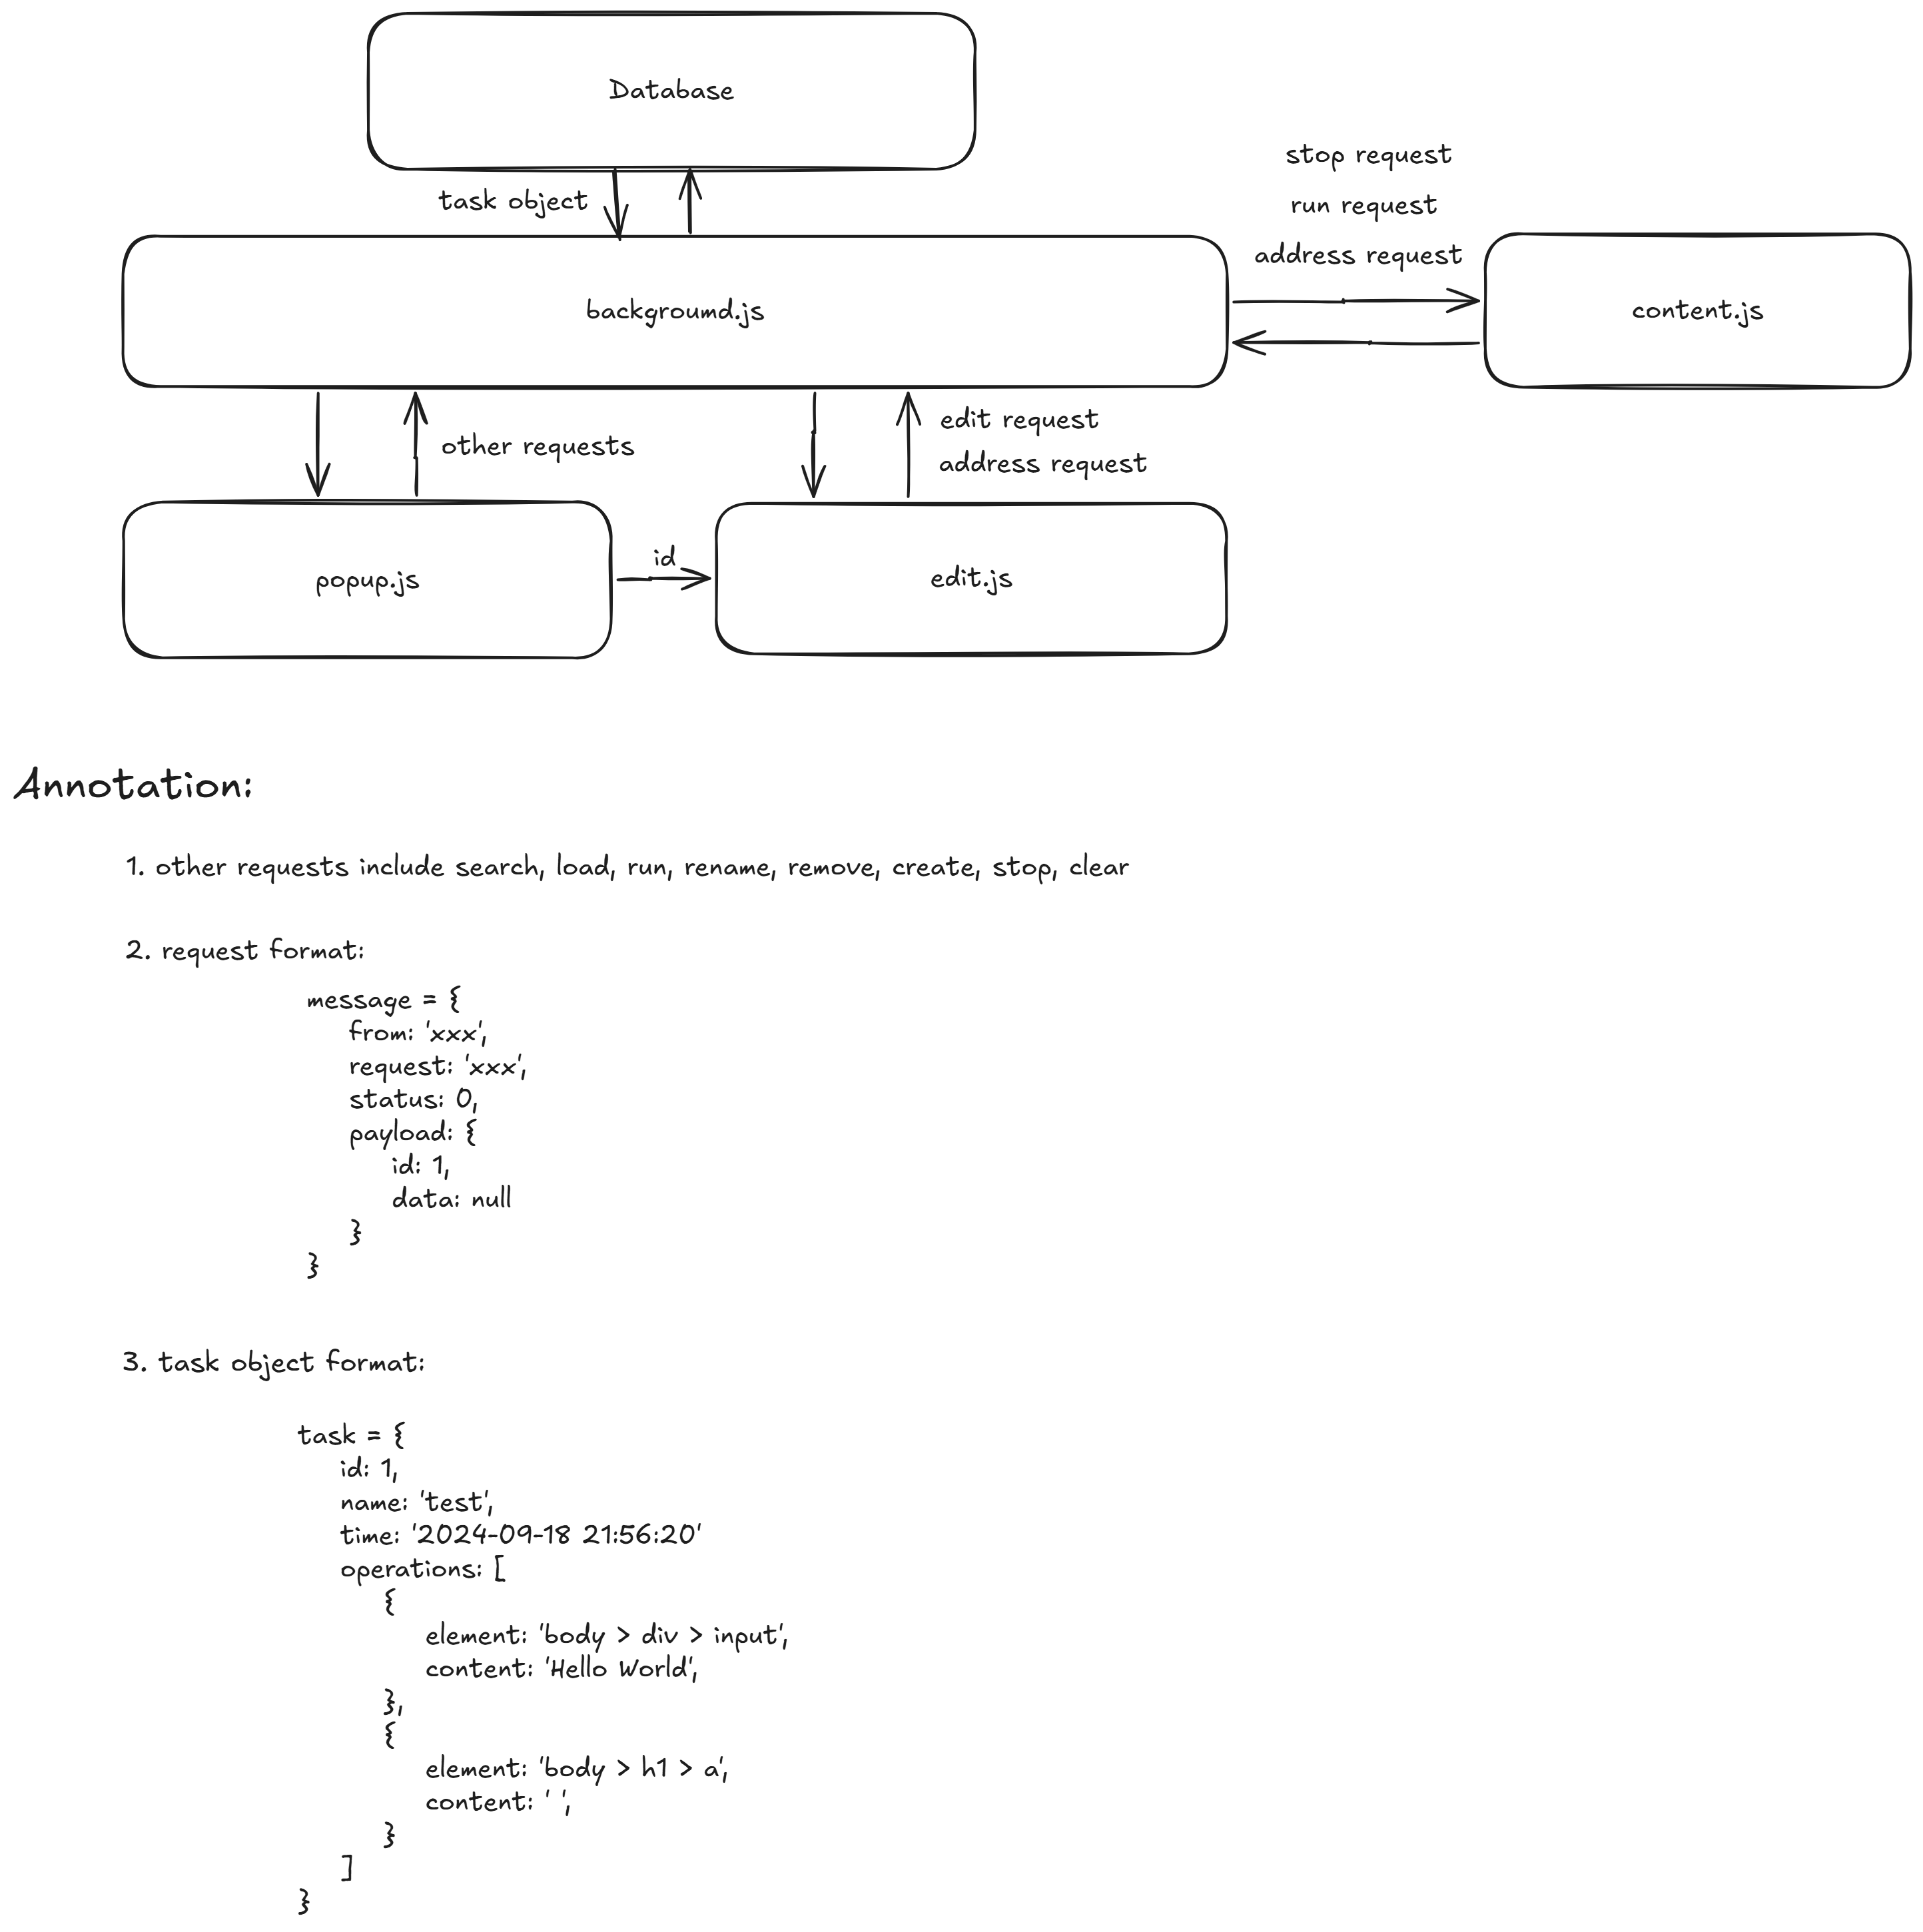 Database
task object
stop request
run request
address request
background.js
content.js
other requests
edit request
address request
popup.js
id
edit.js
Annotation:
1. other requests include search, load, run, rename, remove, create, stop, clear
2. request format:
message = {
from: 'xxx',
request: 'xxx',
status: 0,
payload: {
id: 1,
data: null
}
}
3. task object format:
task = {
id: 1,
name: 'test',
time: '2024-09-18 21:56:20'
operations: [
{
element: 'body > div > input',
content: 'Hello World',
},
{
element: 'body > h1 > a',
content: ' ',
}
]
}